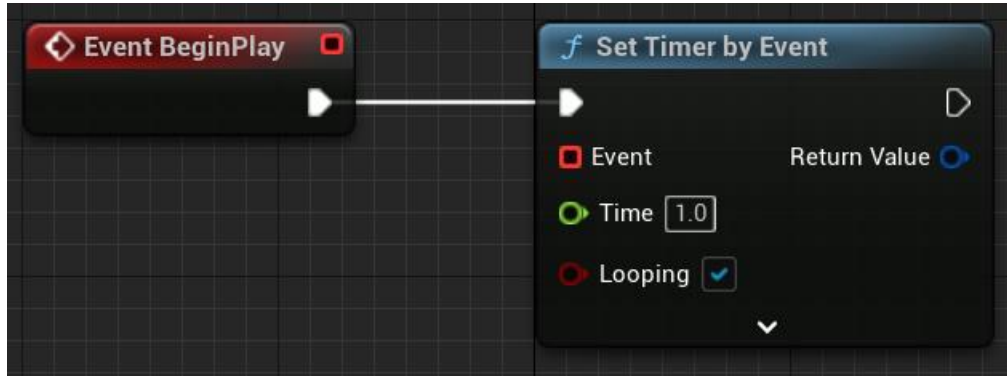 Event BeginPlay
f Set Timer by Event
Event
Return Value
Time 1.0
Looping